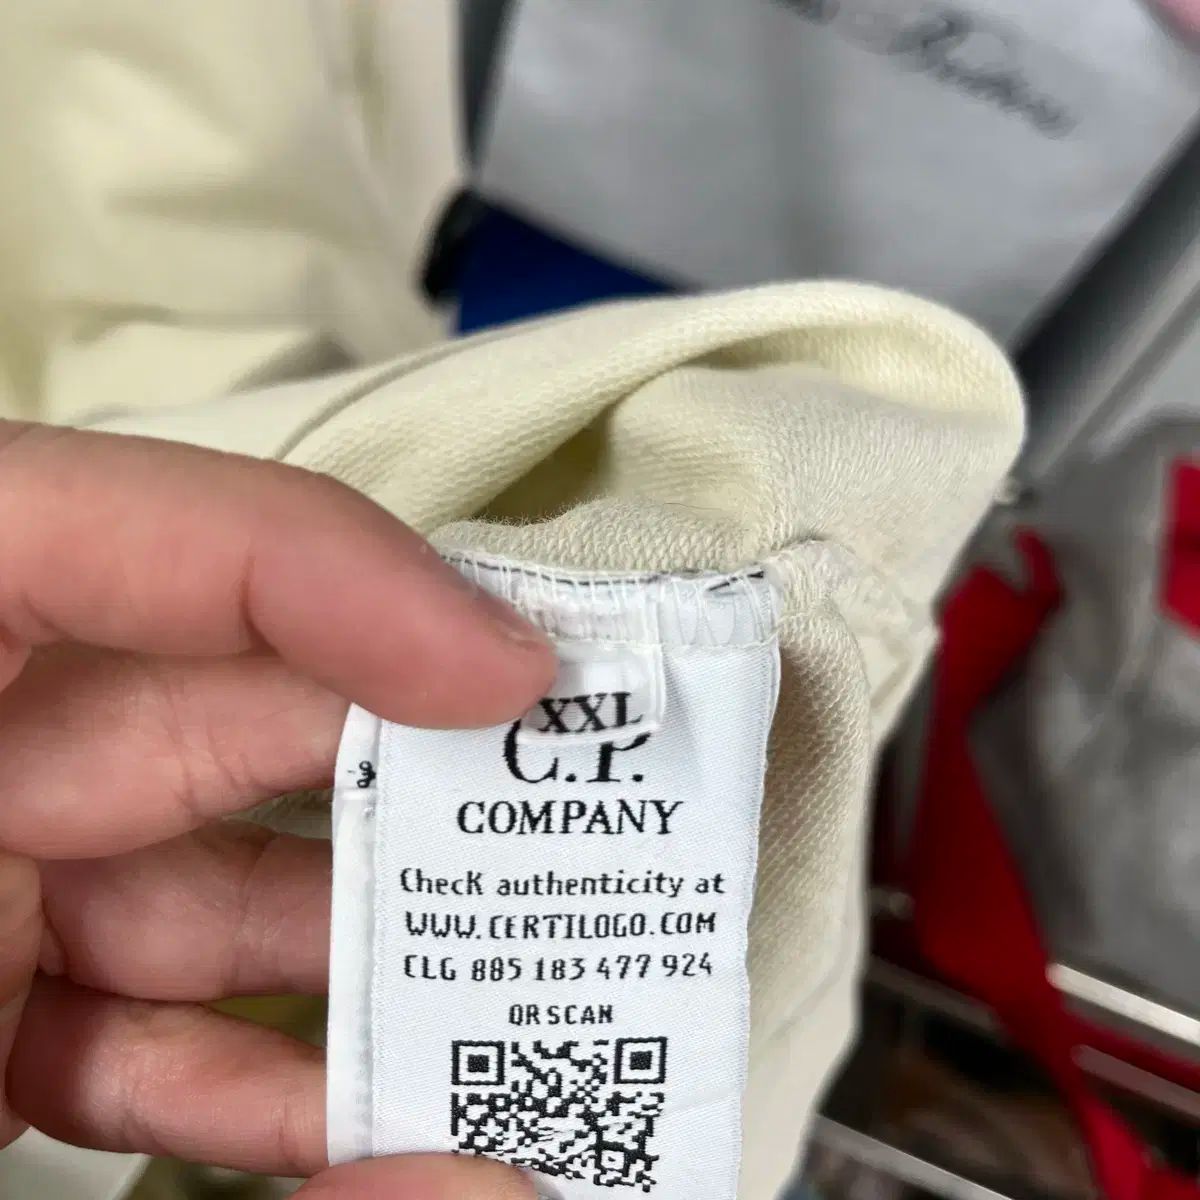 XXL
C.P.
COMPANY
Check authenticity at
WWW.CERTILOGO.COM
CLG 885 183 477 924
QR SCAN